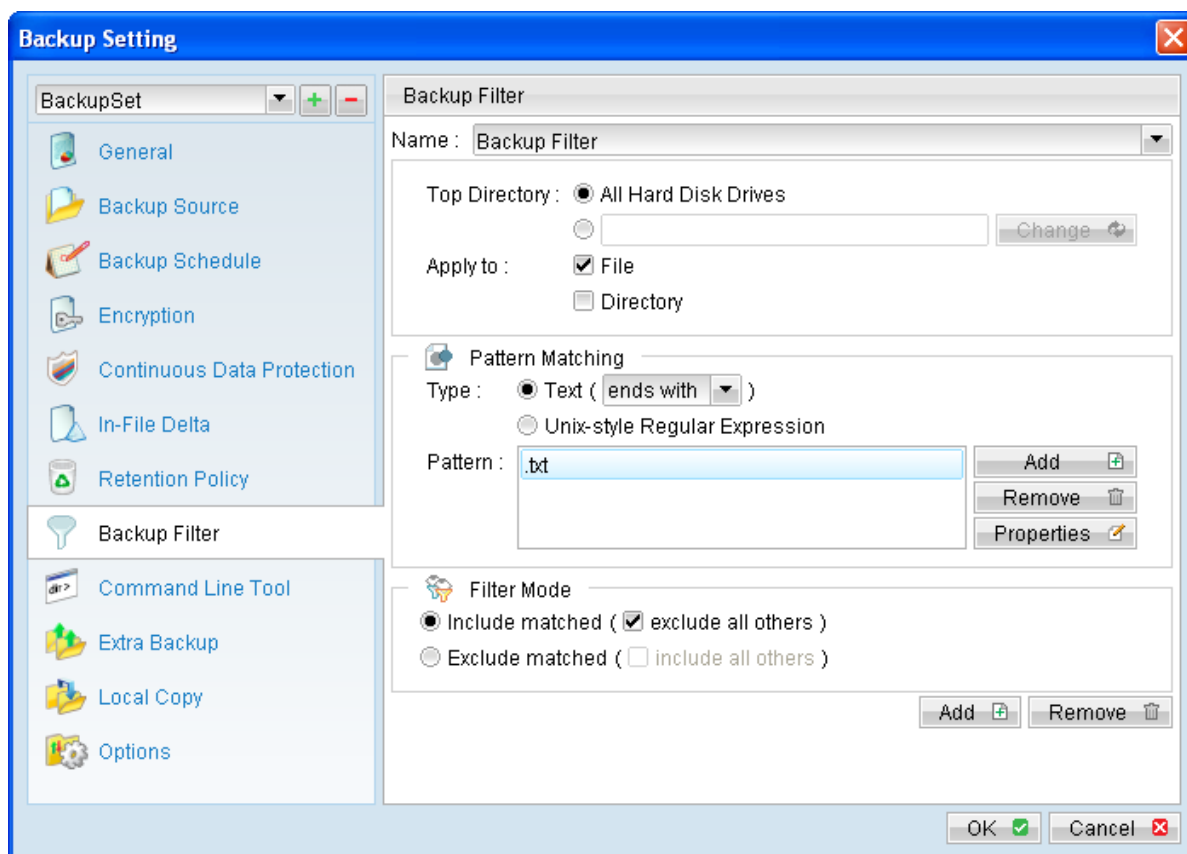 Backup Setting
BackupSet
General
Backup Source
Backup Schedule
Encryption
Continuous Data Protection
In-File Delta
Retention Policy
Backup Filter
dir>
Command Line Tool
Extra Backup
Local Copy
Options
Backup Filter
Name : Backup Filter
Top Directory : All Hard Disk Drives
Change
Apply to : File
Directory
Pattern Matching
Type : Text ( ends with )
Unix-style Regular Expression
Pattern : .txt
Add
Remove
Properties
Filter Mode
Include matched ( exclude all others )
Exclude matched ( include all others )
Add Remove
OK Cancel